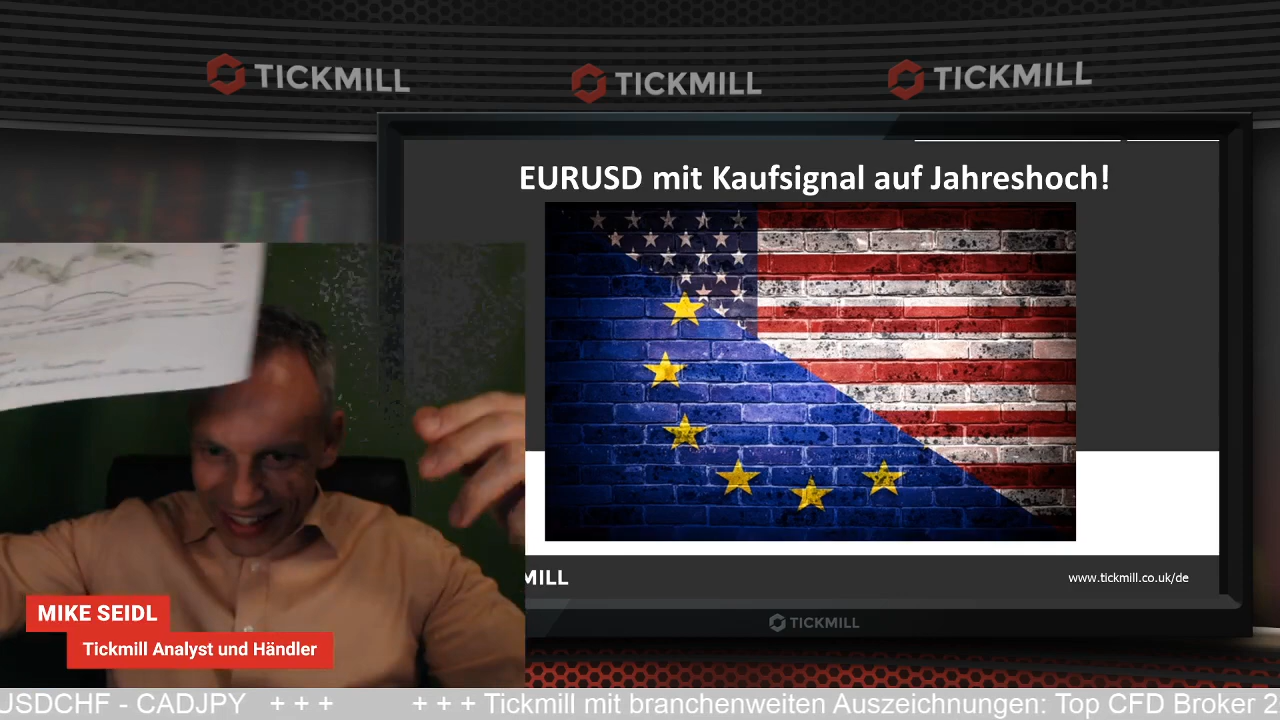 TICKMILL
TICKMILL
TICKMILL
EURUSD mit Kaufsignal auf Jahreshoch!
MILL
www.tickmill.co.uk/de
TICKMILL
MIKE SEIDL
Tickmill Analyst und Händler
USDCHF - CADJPY + + + + + + Tickmill mit branchenweiten Auszeichnungen: Top CFD Broker 2